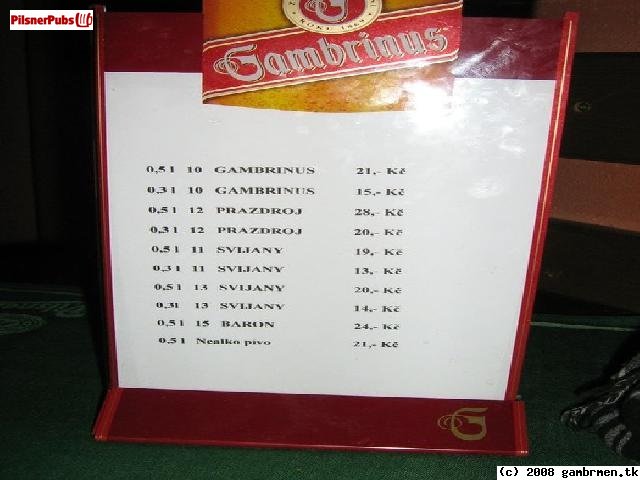 PilsnerPubs
Gambrinus
0,5 l 10 GAMBRINUS 21,- Kč
0,3 l 10 GAMBRINUS 15,- Kč
0,5 l 12 PRAZDROJ 28,- Kč
0,3 l 12 PRAZDROJ 20,- Kč
0,5 l 11 SVIJANY 19,- Kč
0,3 l 11 SVIJANY 13,- Kč
0,5 l 13 SVIJANY 20,- Kč
0,3l 13 SVIJANY 14,- Kč
0,5 l 15 BARON 24,- Kč
0.5 l Nealko pivo 21,- Kč
G
(c) 2008 gambrmen.tk